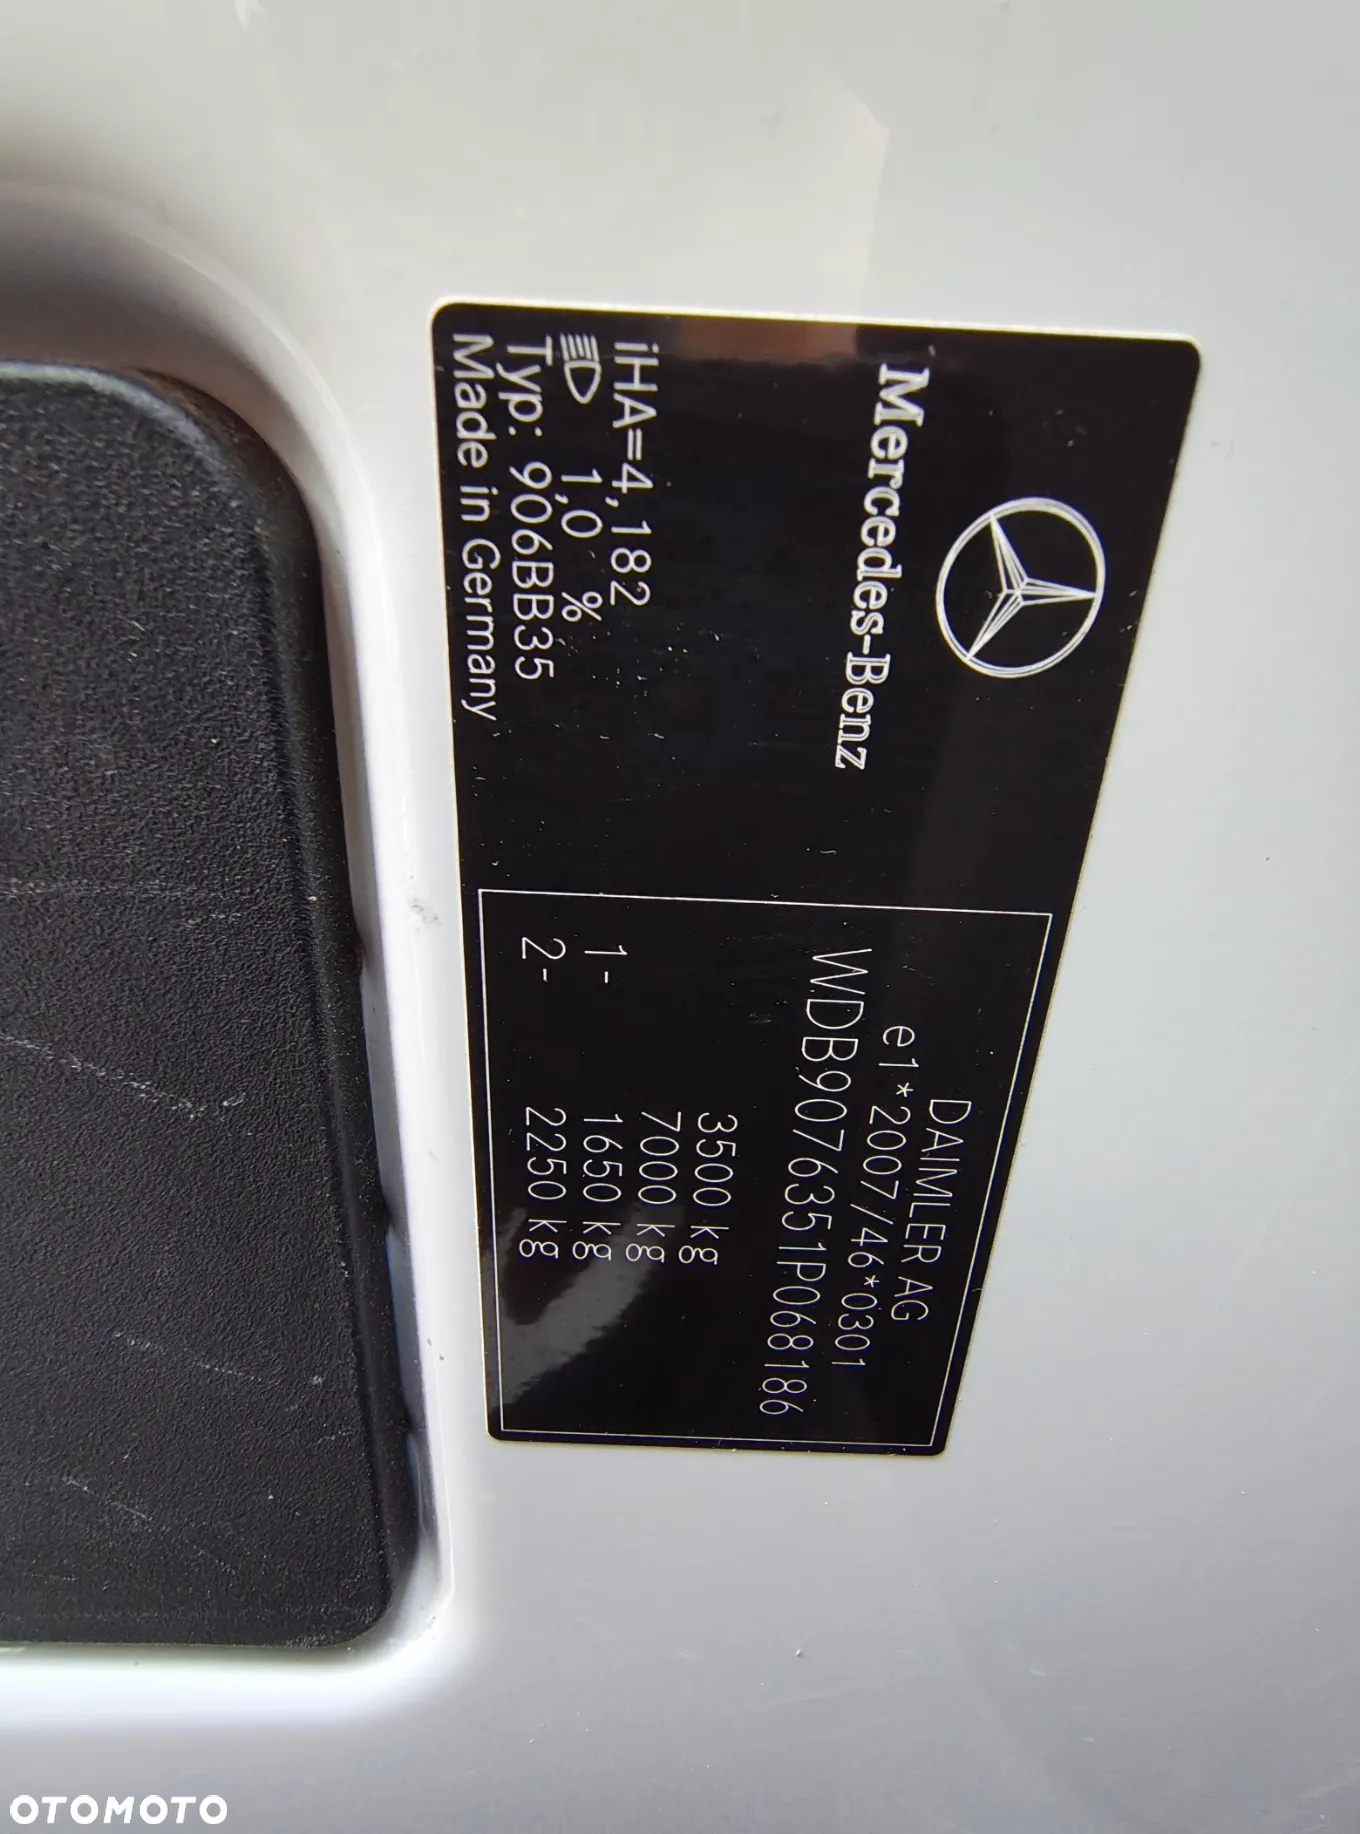 Mercedes-Benz
iHA=4,182
1,0 %
Typ: 906BB35
Made in Germany
DAIMLER AG
e1*2007/46*0301
WDB9076351P068186
3500 kg
7000 kg
1- 1650 kg
2- 2250 kg
OTOMOTO